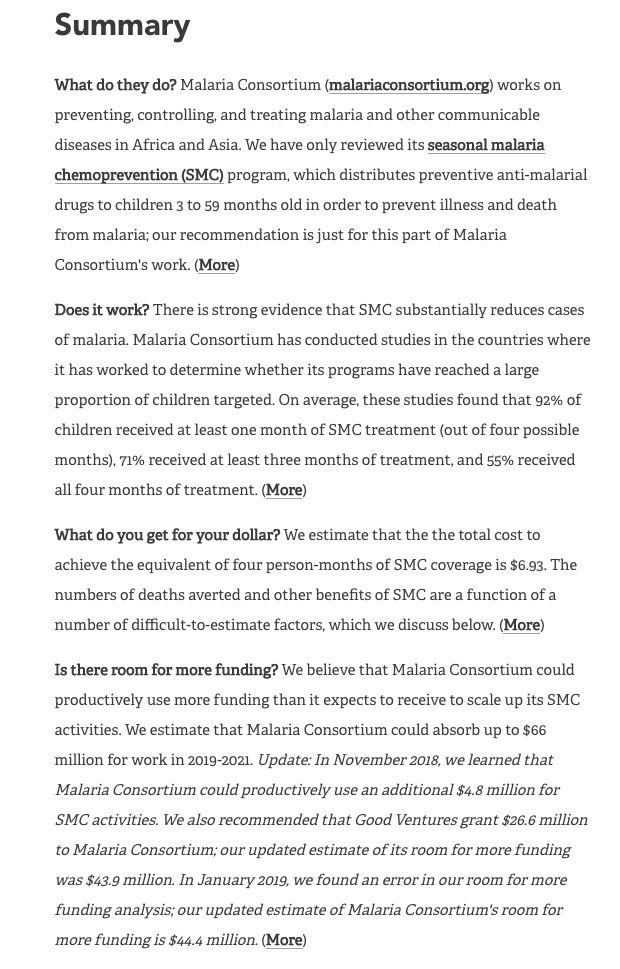 Summary
What do they do? Malaria Consortium (malariaconsortium.org) works on
preventing, controlling, and treating malaria and other communicable
diseases in Africa and Asia. We have only reviewed its seasonal malaria
chemoprevention (SMC) program, which distributes preventive anti-malarial
drugs to children 3 to 59 months old in order to prevent illness and death
from malaria; our recommendation is just for this part of Malaria
Consortium's work. (More)
Does it work? There is strong evidence that SMC substantially reduces cases
of malaria. Malaria Consortium has conducted studies in the countries where
it has worked to determine whether its programs have reached a large
proportion of children targeted. On average, these studies found that 92% of
children received at least one month of SMC treatment (out of four possible
months), 71% received at least three months of treatment, and 55% received
all four months of treatment. (More)
What do you get for your dollar? We estimate that the the total cost to
achieve the equivalent of four person-months of SMC coverage is $6.93. The
numbers of deaths averted and other benefits of SMC are a function of a
number of difficult-to-estimate factors, which we discuss below. (More)
Is there room for more funding? We believe that Malaria Consortium could
productively use more funding than it expects to receive to scale up its SMC
activities. We estimate that Malaria Consortium could absorb up to $66
million for work in 2019-2021. Update: In November 2018, we learned that
Malaria Consortium could productively use an additional $4.8 million for
SMC activities. We also recommended that Good Ventures grant $26.6 million
to Malaria Consortium; our updated estimate of its room for more funding
was $43.9 million. In January 2019, we found an error in our room for more
funding analysis; our updated estimate of Malaria Consortium's room for
more funding is $44.4 million. (More)